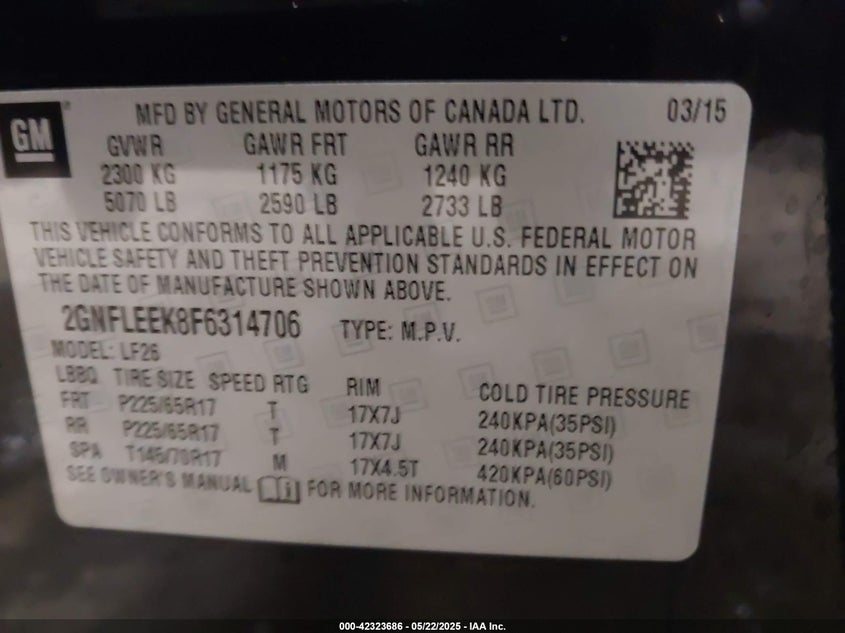 GM
MFD BY GENERAL MOTORS OF CANADA LTD. 03/15
GVWR GAWR FRT GAWR RR
2300 KG 1175 KG 1240 KG
5070 LB 2590 LB 2733 LB
THIS VEHICLE CONFORMS TO ALL APPLICABLE U.S. FEDERAL MOTOR
VEHICLE SAFETY AND THEFT PREVENTION STANDARDS IN EFFECT ON
THE DATE OF MANUFACTURE SHOWN ABOVE.
2GNFLEEK8F6314706 TYPE: M.P.V.
MODEL: LF26
LBBQ TIRE SIZE SPEED RTG RIM COLD TIRE PRESSURE
FRT P225/65R17 T 17X7J 240KPA(35PSI)
RR P225/65R17 T 17X7J 240KPA(35PSI)
SPA T145/70R17 M 17X4.5T 420KPA(60PSI)
SEE OWNER'S MANUAL FOR MORE INFORMATION.
000-42323686 - 05/22/2025 - IAA Inc.